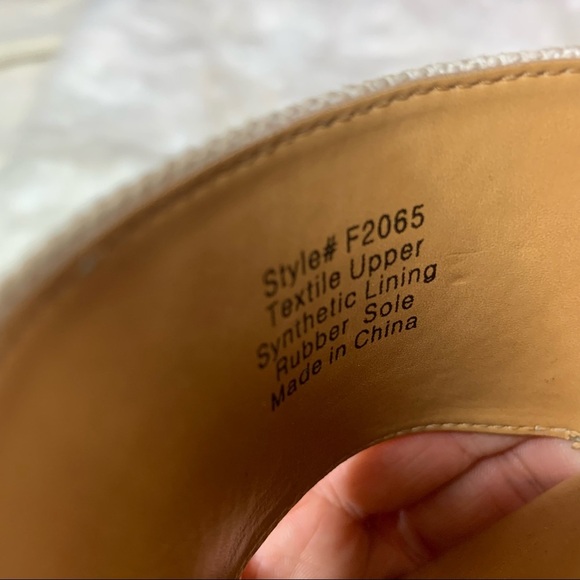 Style# F2065
Textile Upper
Synthetic Lining
Rubber Sole
Made in China